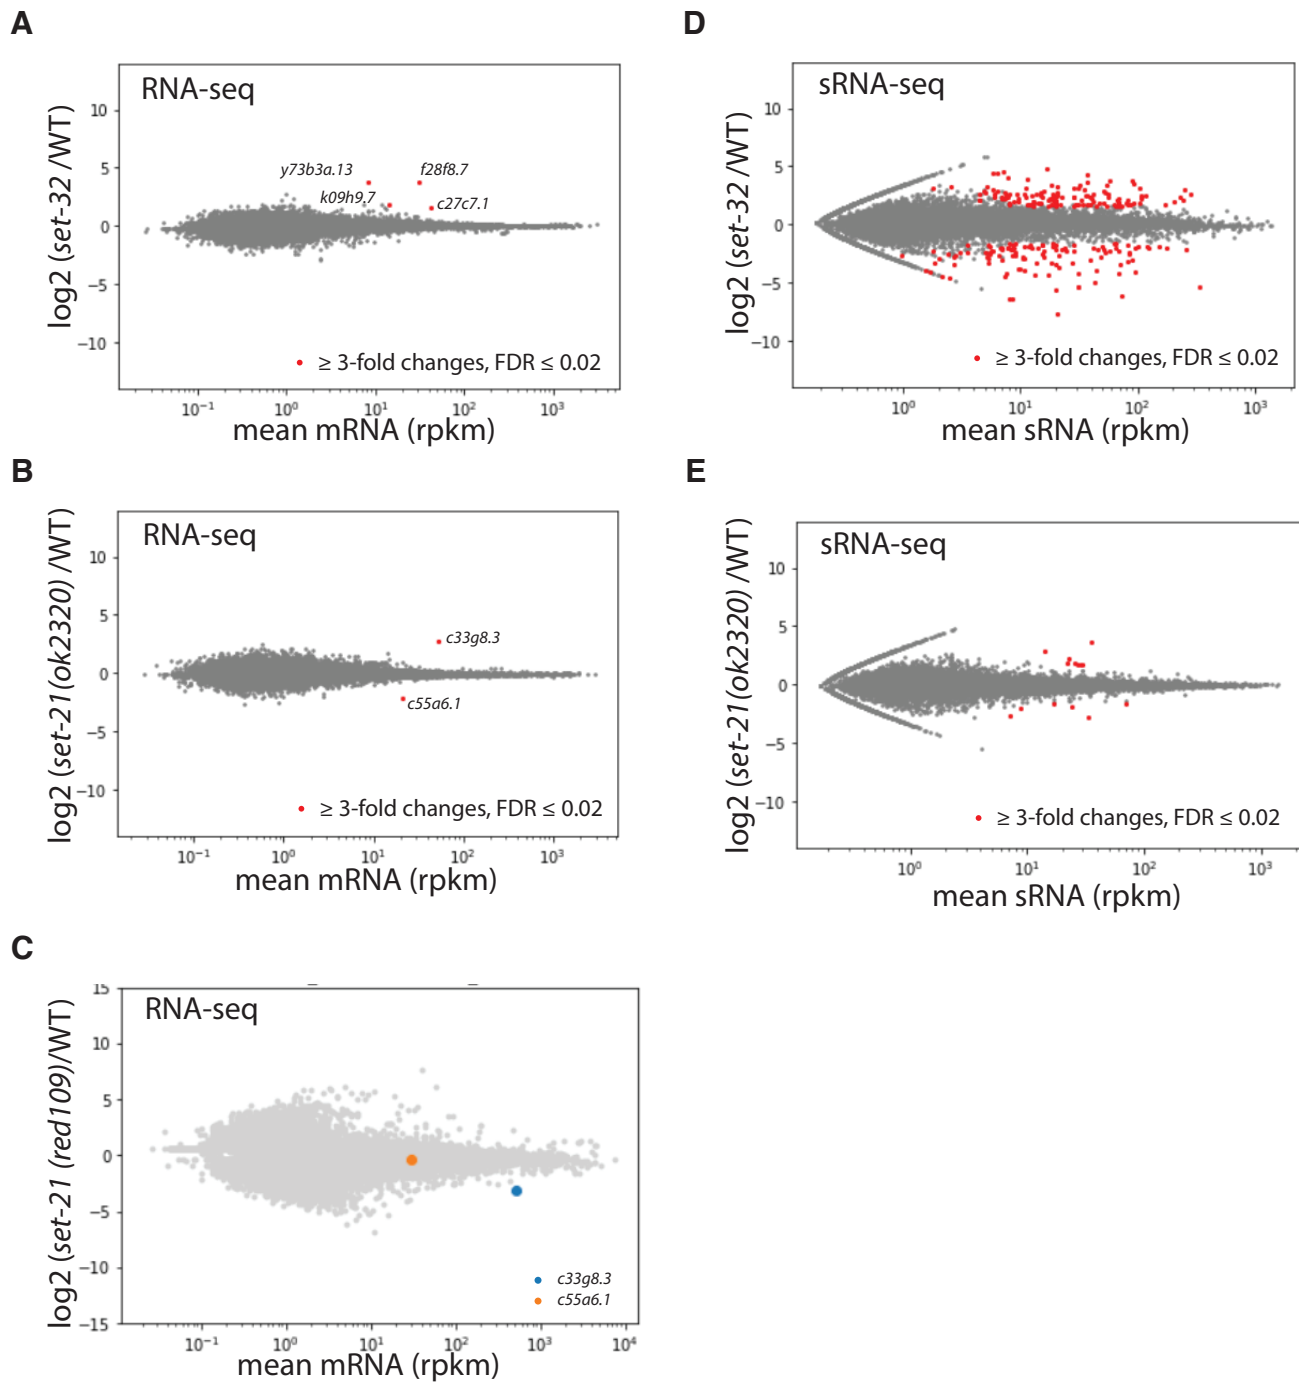 A
RNA-seq
log2 (set-32 /WT)
10
5
0
−5
−10
y73b3a.13
f28f8.7
k09h9.7
c27c7.1
≥ 3-fold changes, FDR ≤ 0.02
10⁻¹ 10⁰ 10¹ 10² 10³
mean mRNA (rpkm)
D
sRNA-seq
log2 (set-32 /WT)
10
5
0
−5
−10
≥ 3-fold changes, FDR ≤ 0.02
10⁰ 10¹ 10² 10³
mean sRNA (rpkm)
B
RNA-seq
log2 (set-21(ok2320) /WT)
10
5
0
−5
−10
c33g8.3
c55a6.1
≥ 3-fold changes, FDR ≤ 0.02
10⁻¹ 10⁰ 10¹ 10² 10³
mean mRNA (rpkm)
E
sRNA-seq
log2 (set-21(ok2320) /WT)
10
5
0
−5
−10
≥ 3-fold changes, FDR ≤ 0.02
10⁰ 10¹ 10² 10³
mean sRNA (rpkm)
C
RNA-seq
log2 (set-21 (red109)/WT)
15
10
5
0
−5
−10
−15
c33g8.3
c55a6.1
10⁻¹ 10⁰ 10¹ 10² 10³ 10⁴
mean mRNA (rpkm)